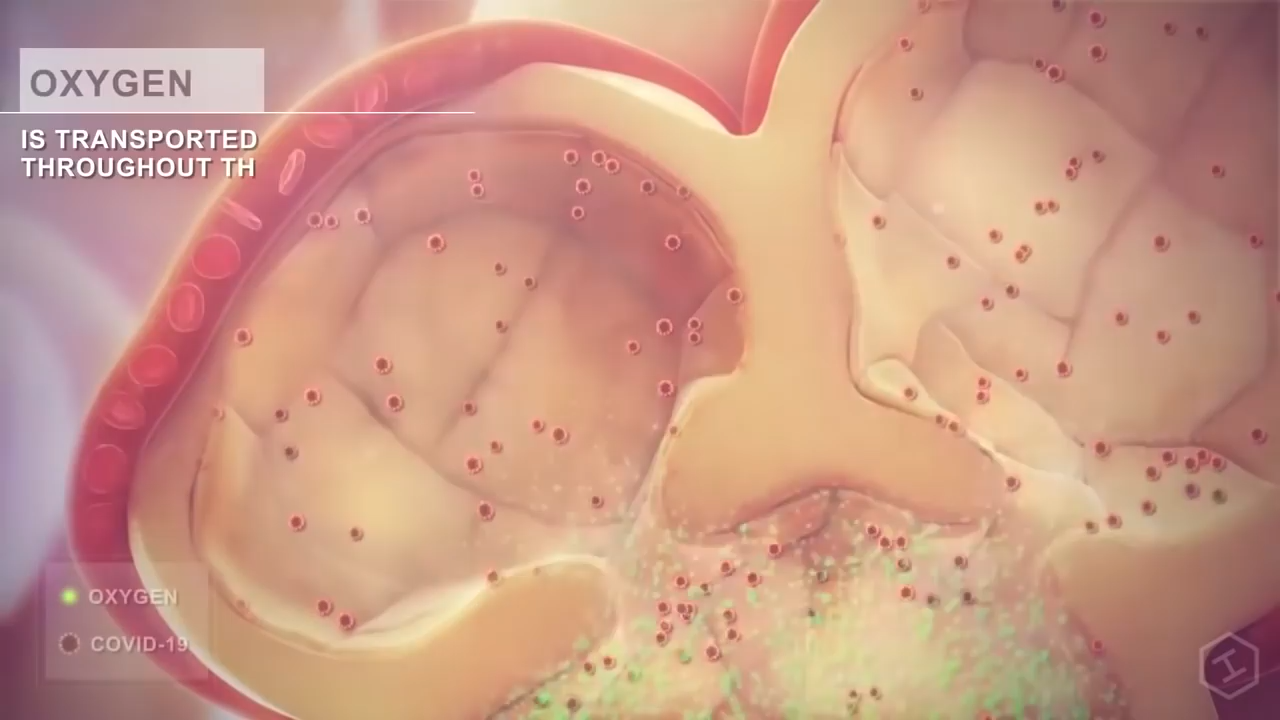 OXYGEN
IS TRANSPORTED
THROUGHOUT TH
OXYGEN
COVID-19